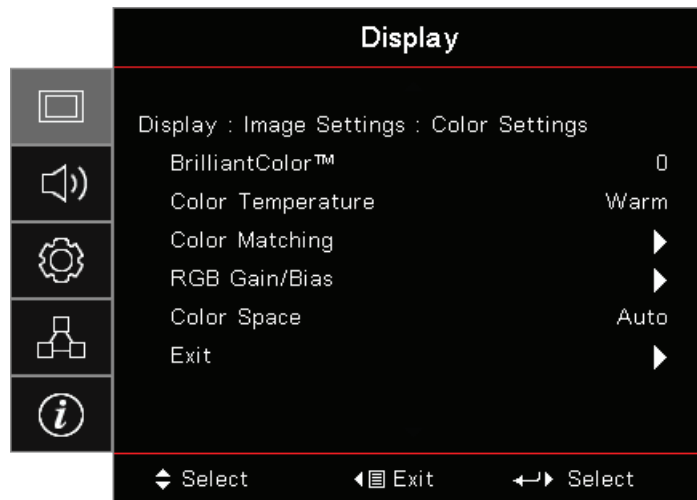 Display
Display : Image Settings : Color Settings
BrilliantColor™ 0
Color Temperature Warm
Color Matching
RGB Gain/Bias
Color Space Auto
Exit
i
Select Exit Select